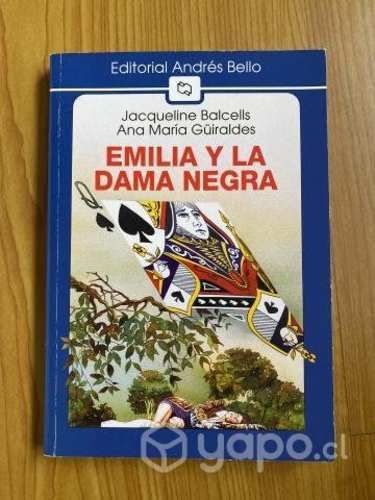 Editorial Andrés Bello
Jacqueline Balcells
Ana María Güiraldes
EMILIA Y LA
DAMA NEGRA
yapo.cl